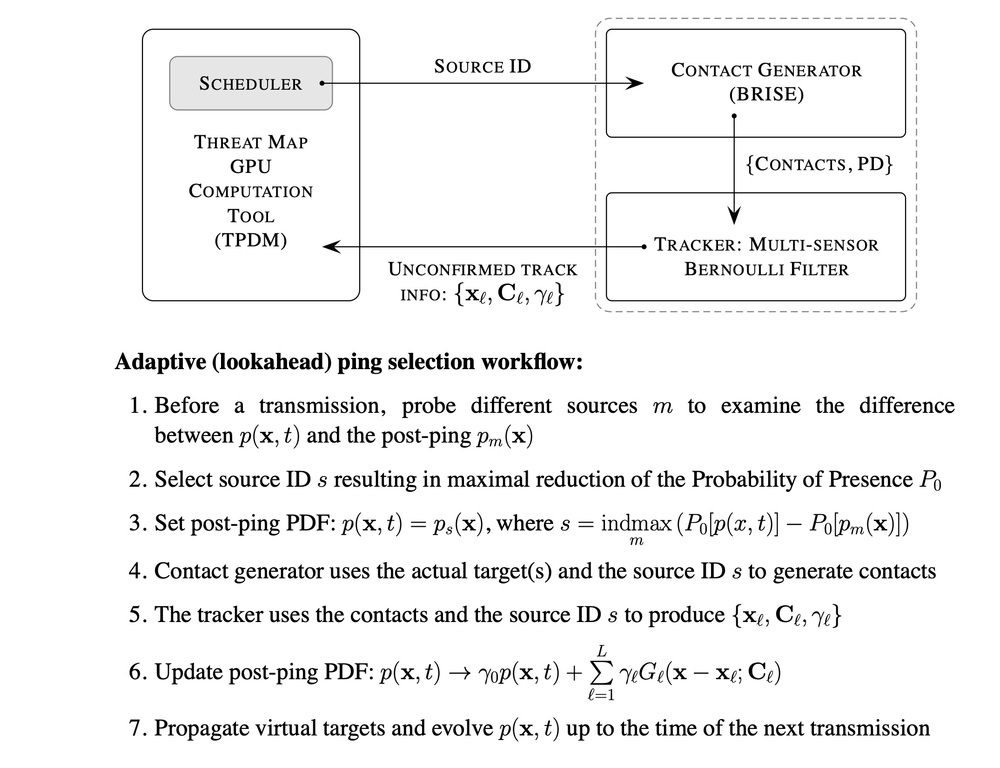 SCHEDULER
THREAT MAP
GPU
COMPUTATION
TOOL
(TPDM)
SOURCE ID
CONTACT GENERATOR
(BRISE)
{CONTACTS, PD}
TRACKER: MULTI-SENSOR
BERNOULLI FILTER
UNCONFIRMED TRACK
INFO: {x_ℓ, C_ℓ, γ_ℓ}
Adaptive (lookahead) ping selection workflow:
1. Before a transmission, probe different sources m to examine the difference
between p(x, t) and the post-ping p_m(x)
2. Select source ID s resulting in maximal reduction of the Probability of Presence P_0
3. Set post-ping PDF: p(x, t) = p_s(x), where s = indmax_m (P_0[p(x, t)] − P_0[p_m(x)])
4. Contact generator uses the actual target(s) and the source ID s to generate contacts
5. The tracker uses the contacts and the source ID s to produce {x_ℓ, C_ℓ, γ_ℓ}
6. Update post-ping PDF: p(x, t) → γ_0 p(x, t) + ∑_{ℓ=1}^{L} γ_ℓ G_ℓ(x − x_ℓ; C_ℓ)
7. Propagate virtual targets and evolve p(x, t) up to the time of the next transmission